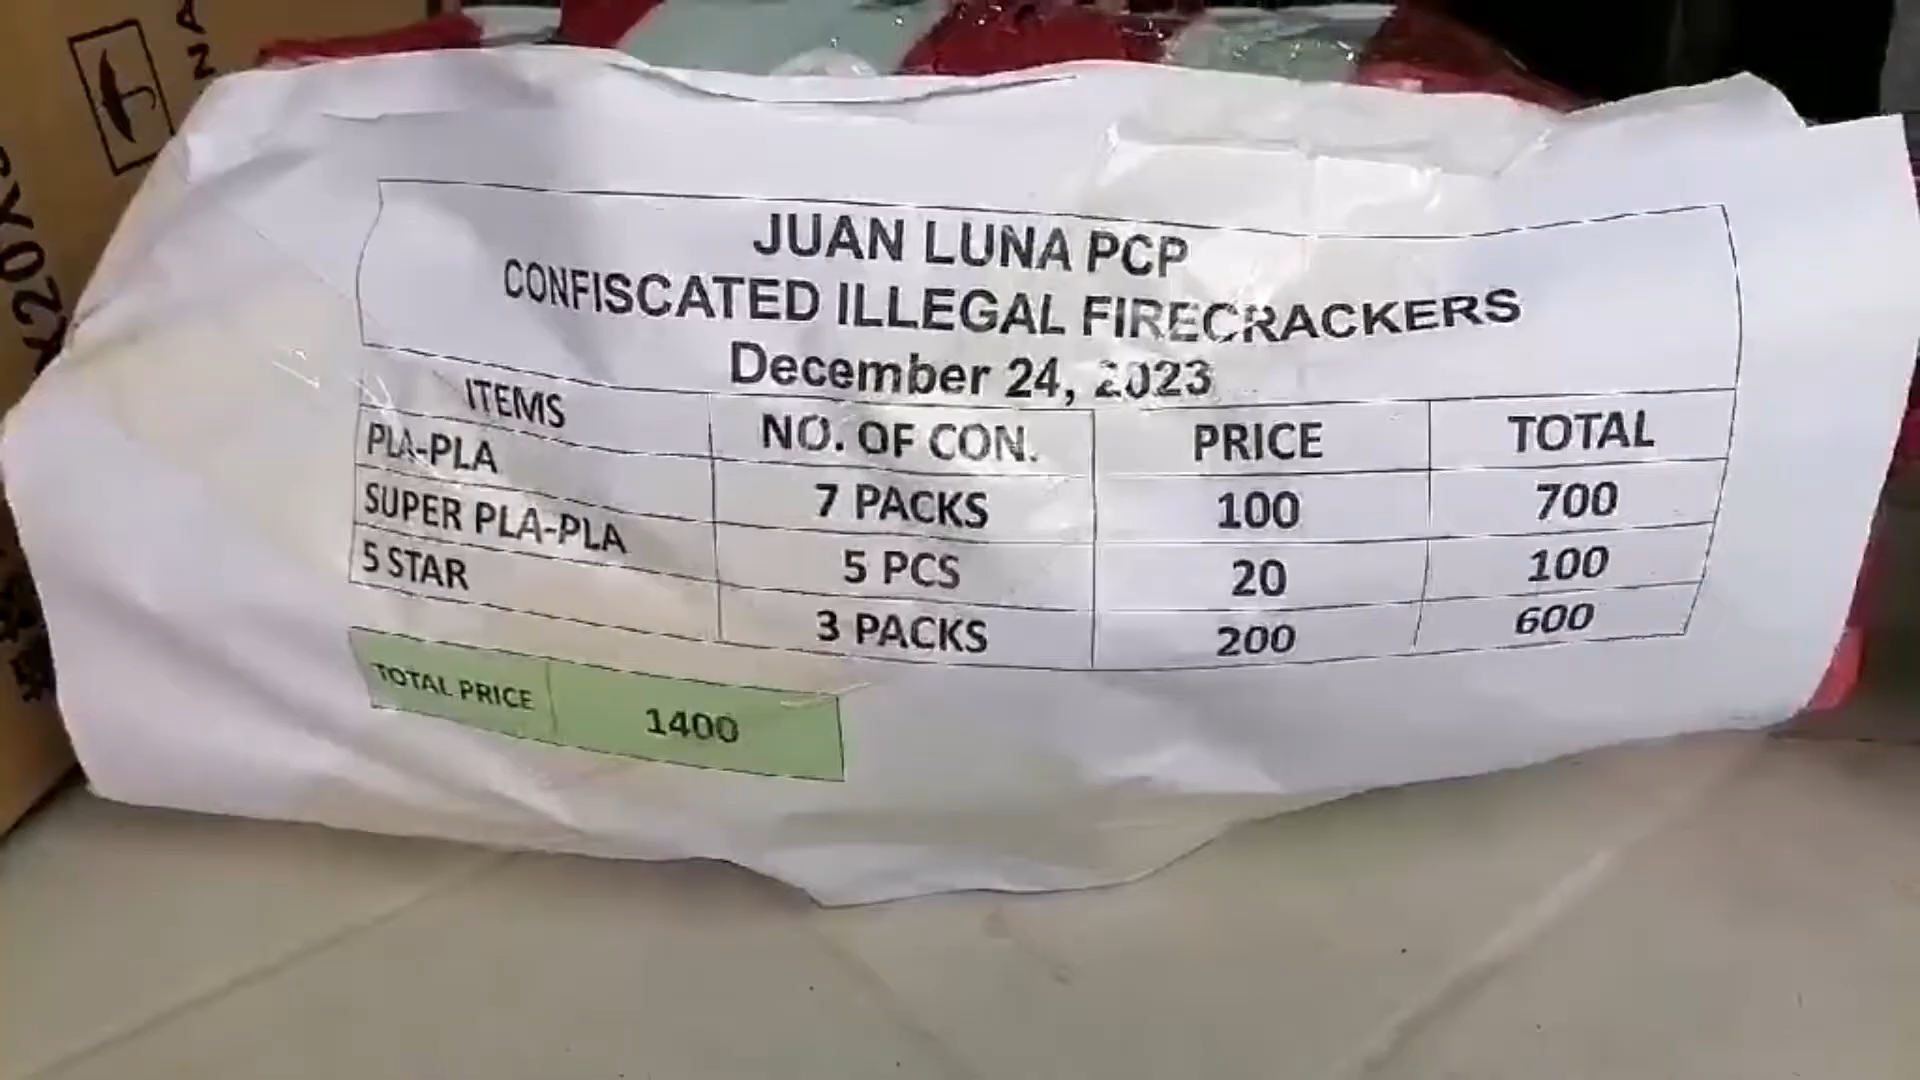 JUAN LUNA PCP
CONFISCATED ILLEGAL FIRECRACKERS
December 24, 2023
ITEMS NO. OF CON. PRICE TOTAL
PLA-PLA 7 PACKS 100 700
SUPER PLA-PLA 5 PCS 20 100
5 STAR 3 PACKS 200 600
TOTAL PRICE 1400